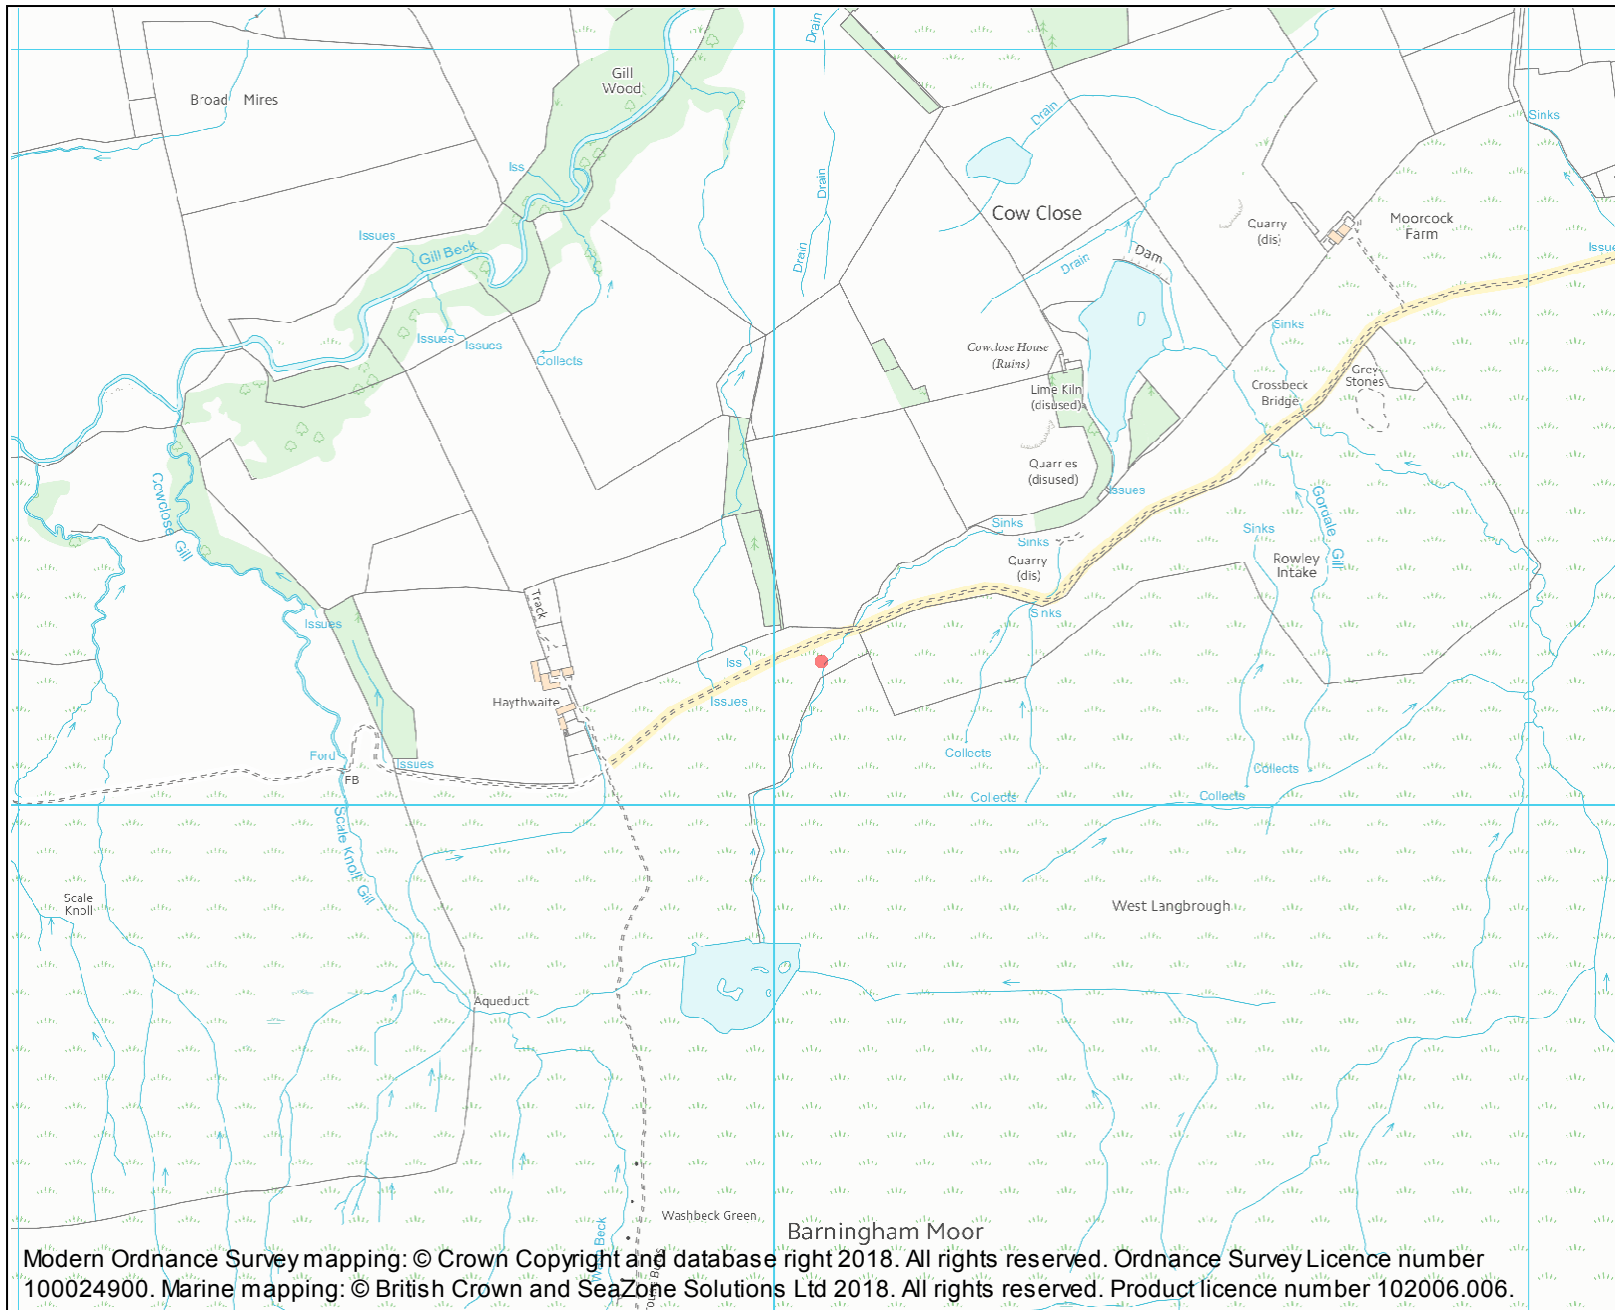 Drain
Gill
Wood
Broad Mires
Drain
Sinks
Iss
Drain
Cow Close
Quarry
(dis)
Moorcock
Farm
Issues
Gill Beck
Drain
Drain
Dam
Issues
Issues
Issues
Collects
Sinks
Cowclose House
(Ruins)
Lime Kiln
(disused)
Crossbeck
Bridge
Grey
Stones
Quarries
(disused)
Issues
Cowclose Gill
Gordale Gill
Sinks
Sinks
Sinks
Quarry
(dis)
Rowley
Intake
Track
Issues
Sinks
Iss
Haythwaite
Issues
Ford
Issues
FB
Collects
Collects
Collects
Collects
Scale Knoll Gill
Scale
Knoll
West Langbrough
Aqueduct
Washbeck Green
Barningham Moor
Wash Beck
Modern Ordnance Survey mapping: © Crown Copyright and database right 2018. All rights reserved. Ordnance Survey Licence number
100024900. Marine mapping: © British Crown and SeaZone Solutions Ltd 2018. All rights reserved. Product licence number 102006.006.